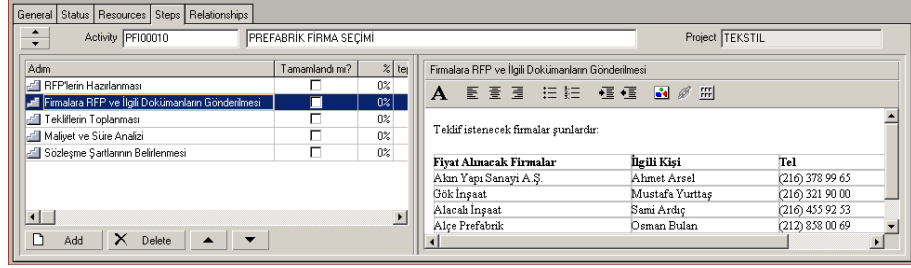 General Status Resources Steps Relationships
Activity PFI00010 PREFABRİK FİRMA SEÇİMİ Project TEKSTIL
Adım Tamamlandı mı? % tep
RFP'lerin Hazırlanması 0%
Firmalara RFP ve İlgili Dokümanların Gönderilmesi 0%
Tekliflerin Toplanması 0%
Maliyet ve Süre Analizi 0%
Sözleşme Şartlarının Belirlenmesi 0%
Add Delete
Firmalara RFP ve İlgili Dokümanların Gönderilmesi
A
Teklif istenecek firmalar şunlardır:
Fiyat Alınacak Firmalar İlgili Kişi Tel
Akın Yapı Sanayi A.Ş. Ahmet Arsel (216) 378 99 65
Gök İnşaat Mustafa Yurttaş (216) 321 90 00
Alacalı İnşaat Sami Ardıç (216) 455 92 53
Alçe Prefabrik Osman Bulan (212) 858 00 69